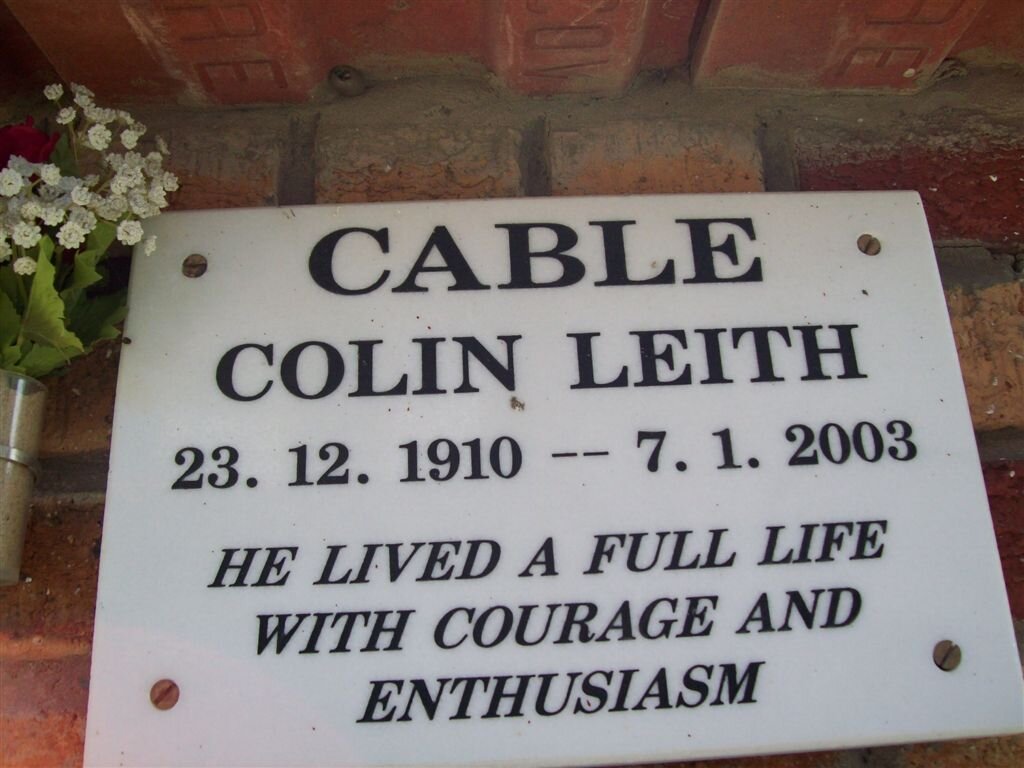 CABLE
COLIN LEITH
23. 12. 1910 -- 7. 1. 2003
HE LIVED A FULL LIFE
WITH COURAGE AND
ENTHUSIASM